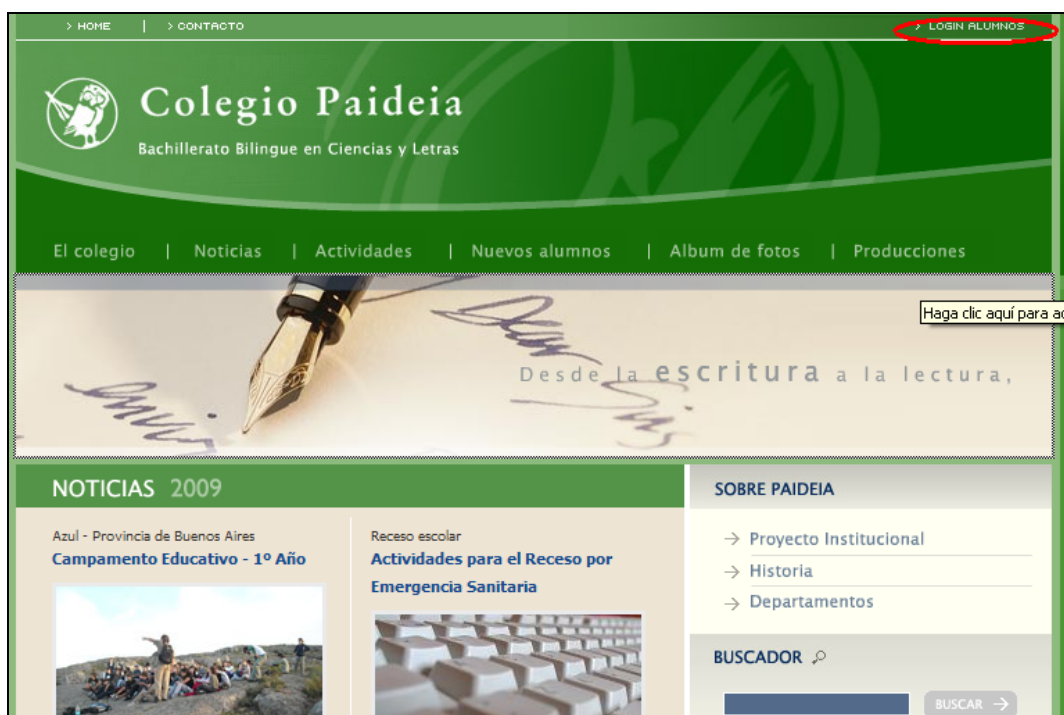 > HOME | > CONTACTO
> LOGIN ALUMNOS
Colegio Paideia
Bachillerato Bilingue en Ciencias y Letras
El colegio | Noticias | Actividades | Nuevos alumnos | Album de fotos | Producciones
Haga clic aquí para
Desde la escritura a la lectura,
NOTICIAS 2009
Azul - Provincia de Buenos Aires
Campamento Educativo - 1º Año
Receso escolar
Actividades para el Receso por
Emergencia Sanitaria
SOBRE PAIDEIA
Proyecto Institucional
Historia
Departamentos
BUSCADOR
BUSCAR